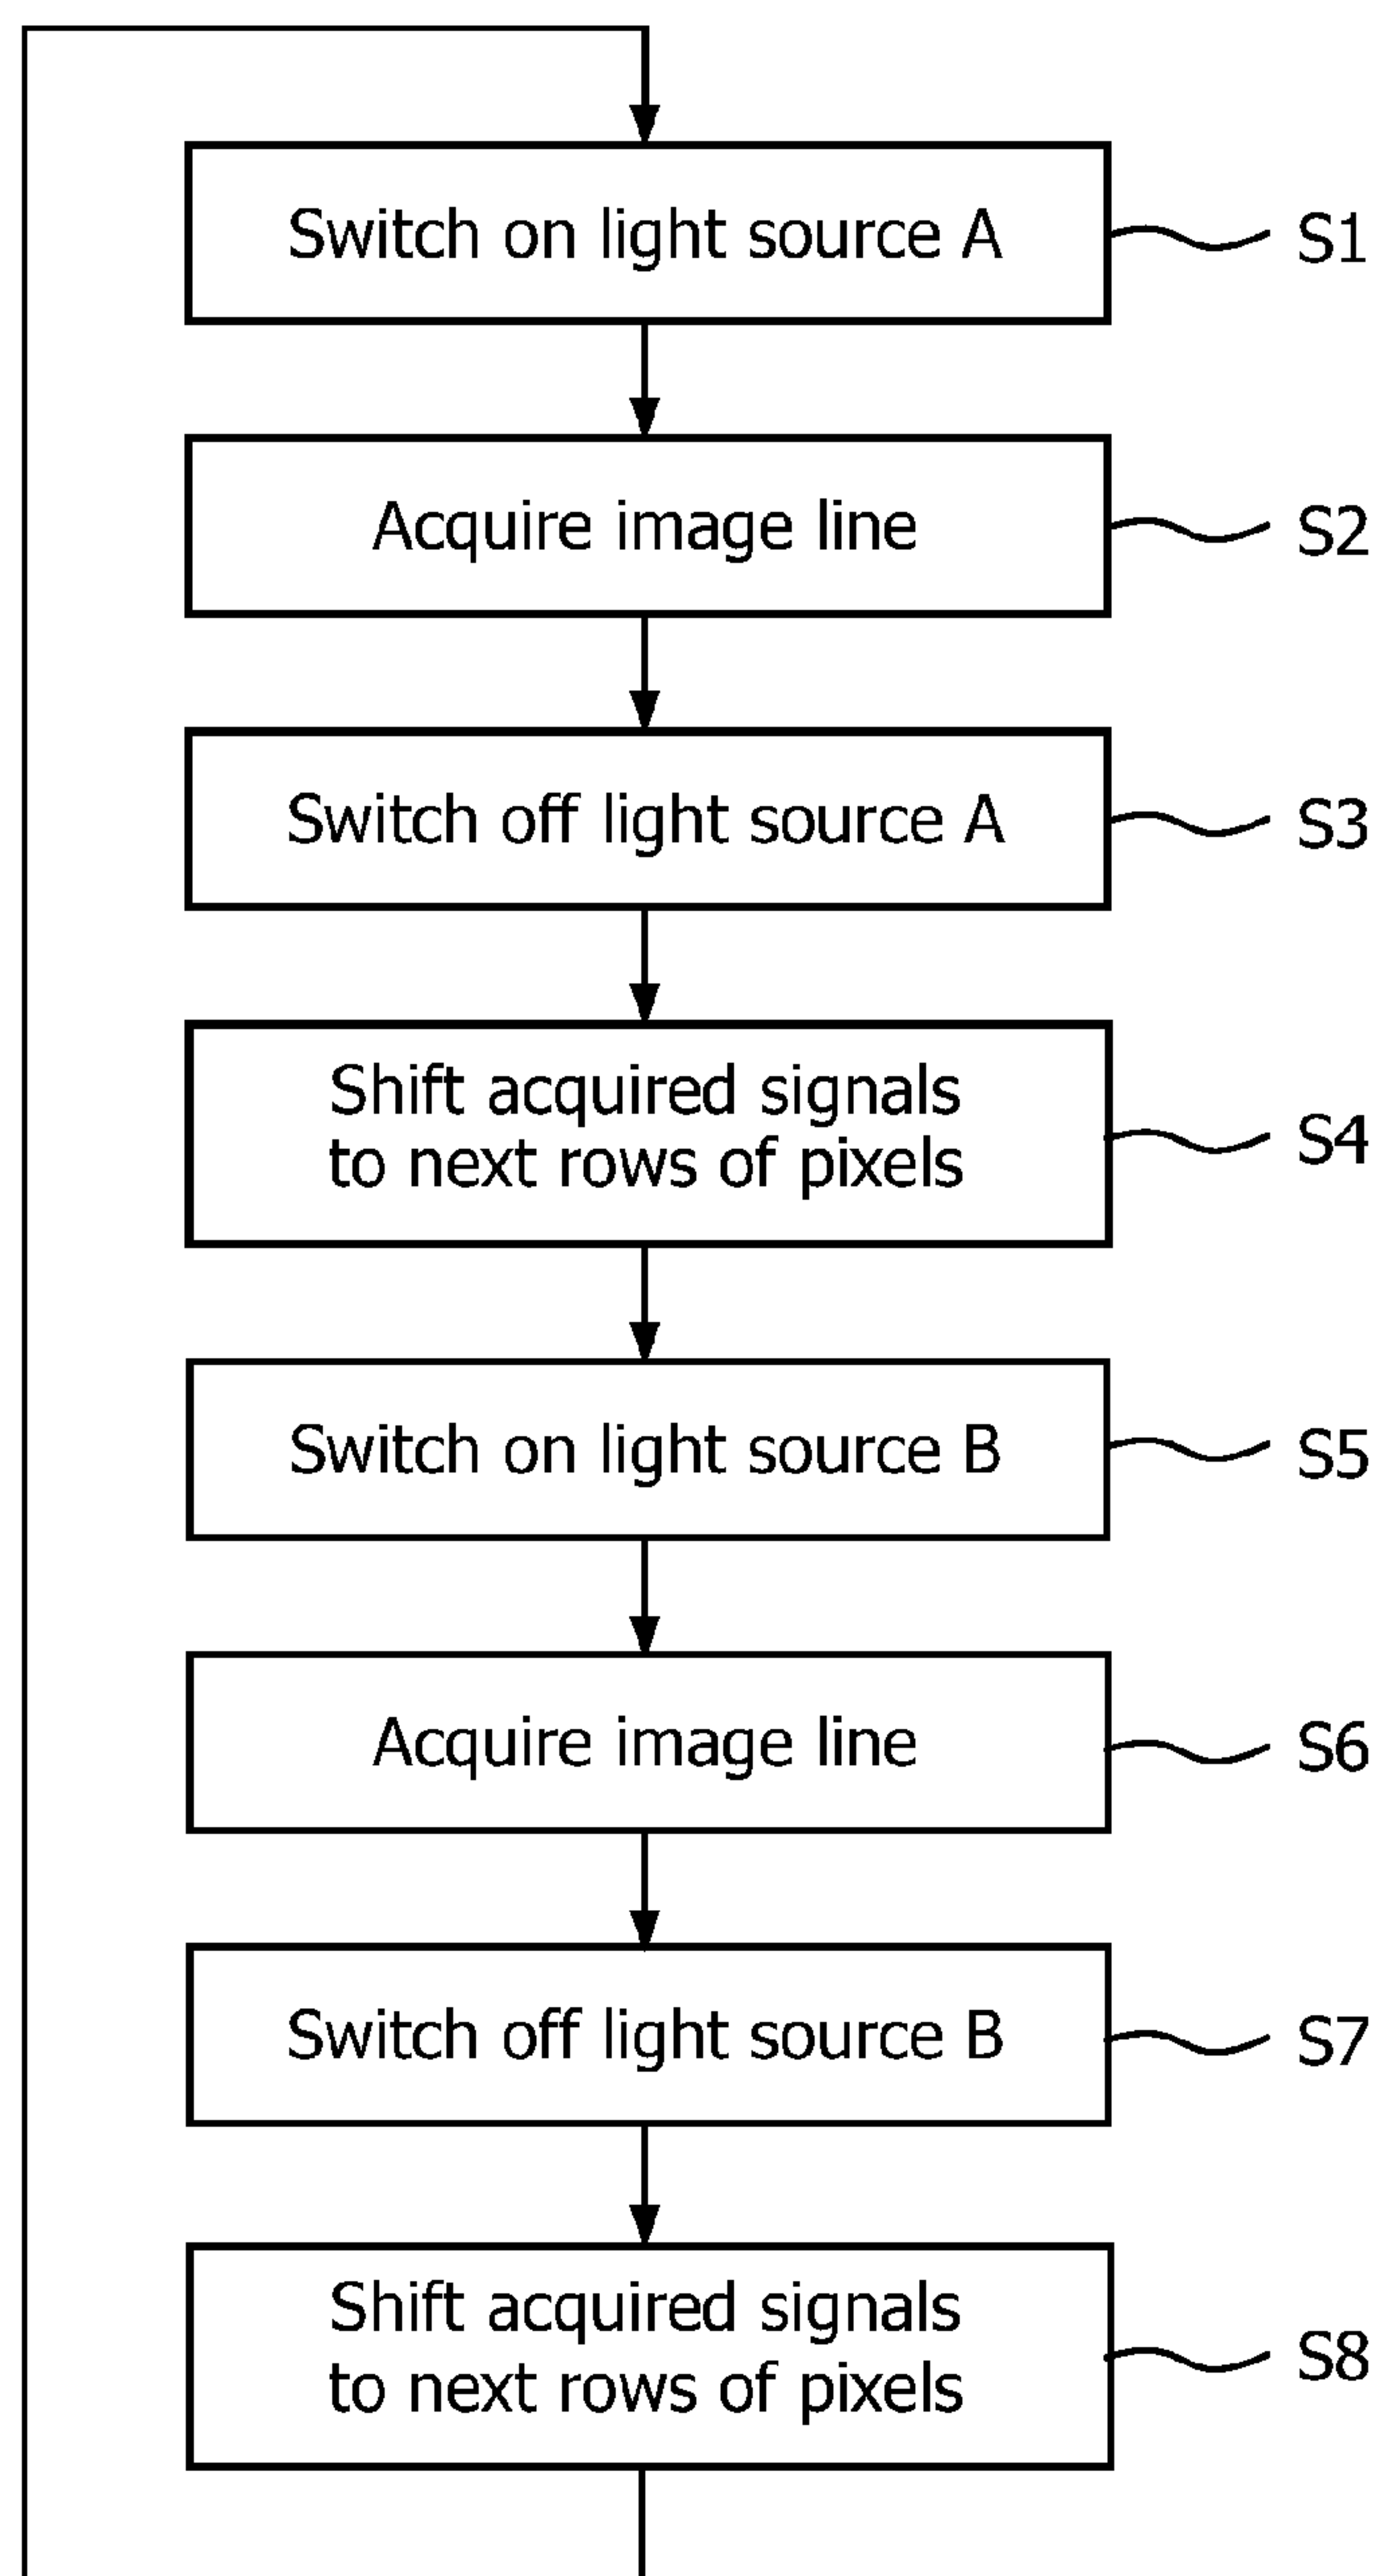 Switch on light source A
S1
Acquire image line
S2
Switch off light source A
S3
Shift acquired signals
to next rows of pixels
S4
Switch on light source B
S5
Acquire image line
S6
Switch off light source B
S7
Shift acquired signals
to next rows of pixels
S8